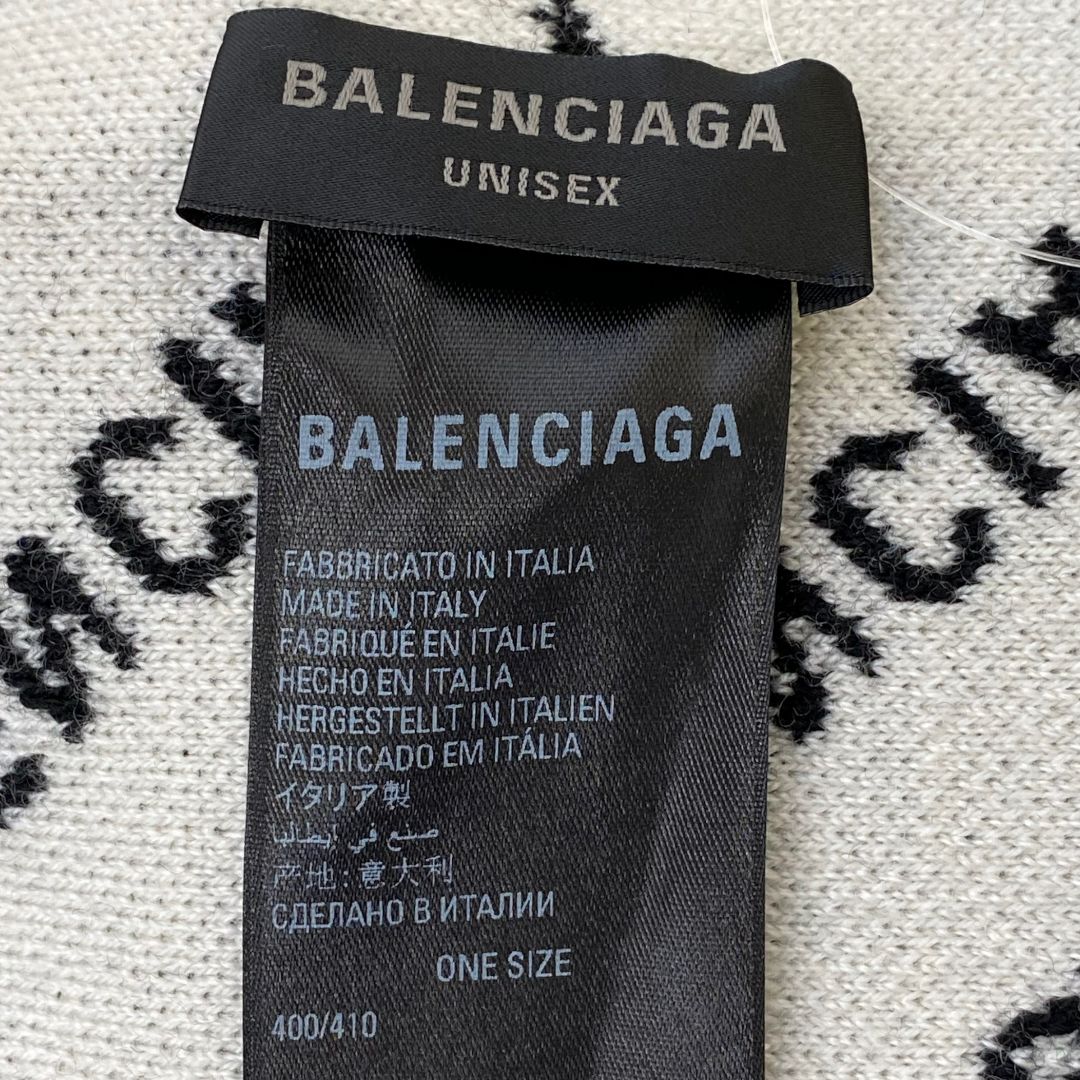 BALENCIAGA
UNISEX
BALENCIAGA
FABBRICATO IN ITALIA
MADE IN ITALY
FABRIQUÉ EN ITALIE
HECHO EN ITALIA
HERGESTELLT IN ITALIEN
FABRICADO EM ITÁLIA
イタリア製
صنع في إيطاليا
产地:意大利
СДЕЛАНО В ИТАЛИИ
ONE SIZE
400/410